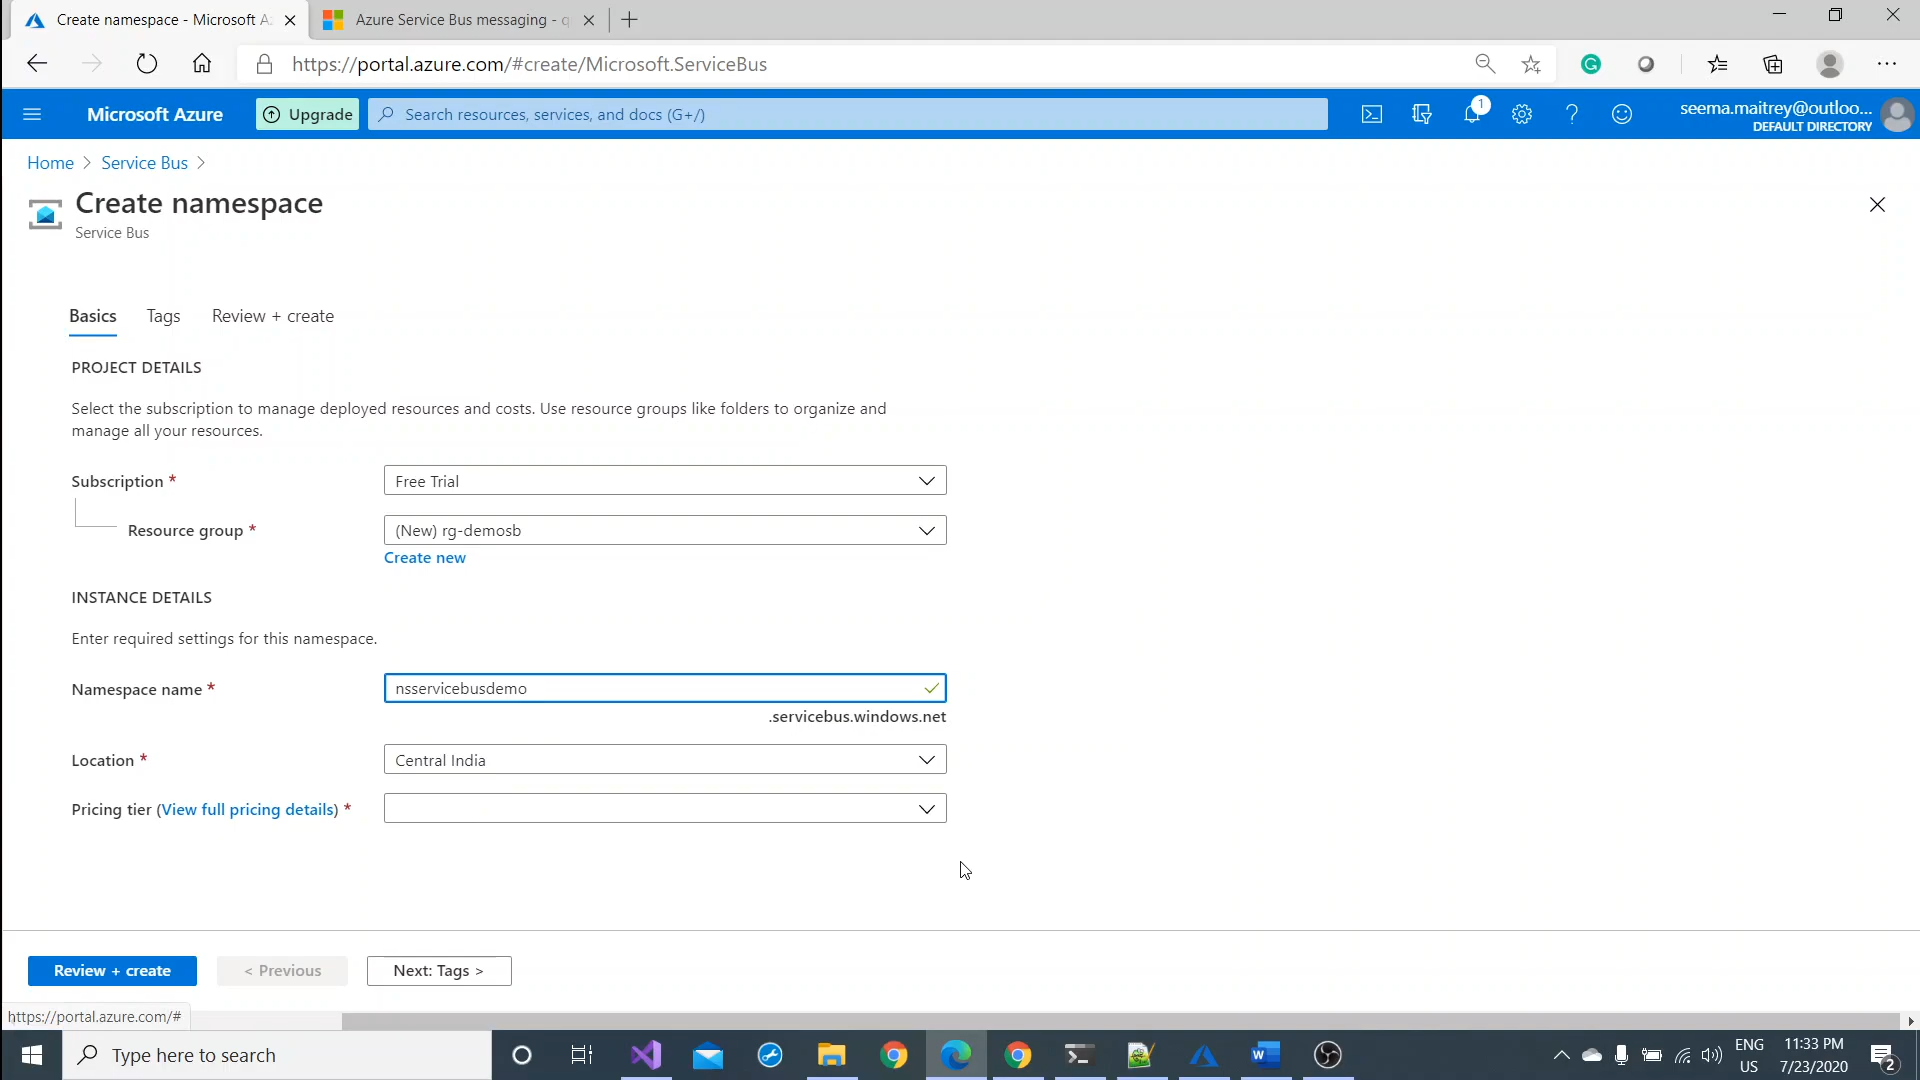 Create namespace - Microsoft A
Azure Service Bus messaging - q
https://portal.azure.com/#create/Microsoft.ServiceBus
Microsoft Azure
Upgrade
Search resources, services, and docs (G+/)
1
seema.maitrey@outloo...
DEFAULT DIRECTORY
Home > Service Bus >
Create namespace
Service Bus
Basics
Tags
Review + create
PROJECT DETAILS
Select the subscription to manage deployed resources and costs. Use resource groups like folders to organize and
manage all your resources.
Subscription *
Free Trial
Resource group *
(New) rg-demosb
Create new
INSTANCE DETAILS
Enter required settings for this namespace.
Namespace name *
nsservicebusdemo
.servicebus.windows.net
Location *
Central India
Pricing tier (View full pricing details) *
Review + create
< Previous
Next: Tags >
https://portal.azure.com/#
Type here to search
ENG
US
11:33 PM
7/23/2020
2